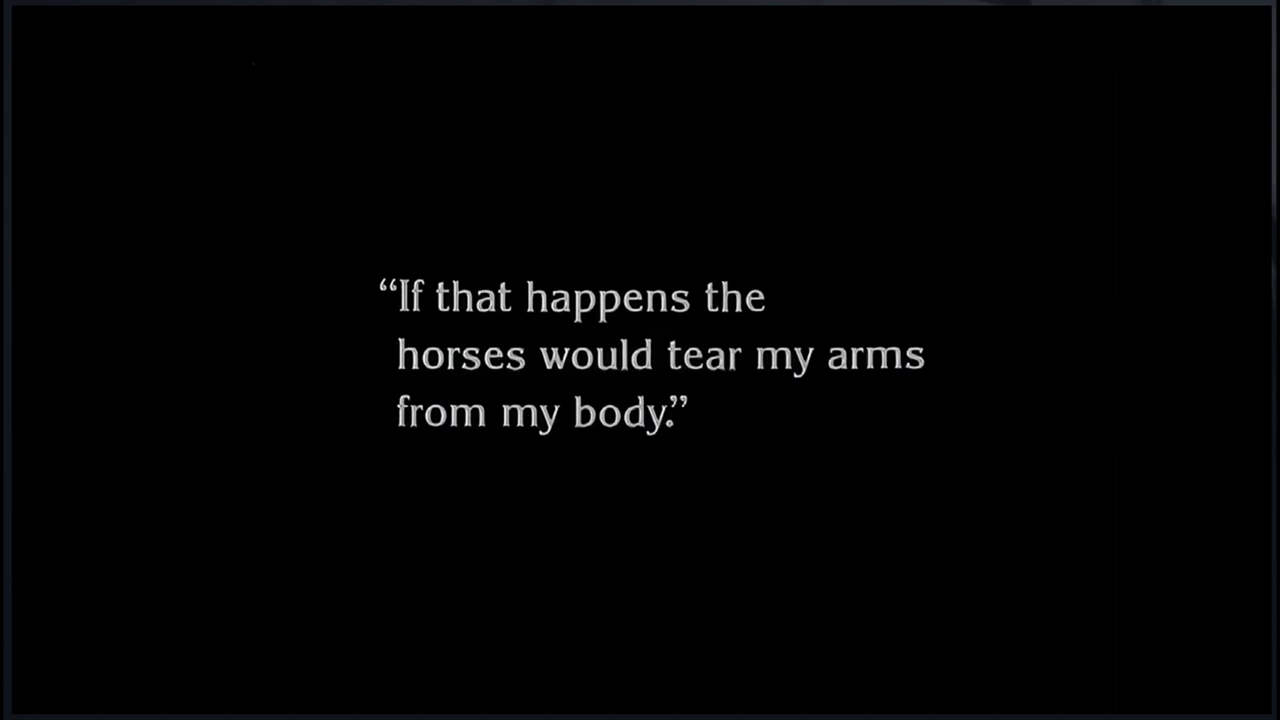 “If that happens the
horses would tear my arms
from my body.”